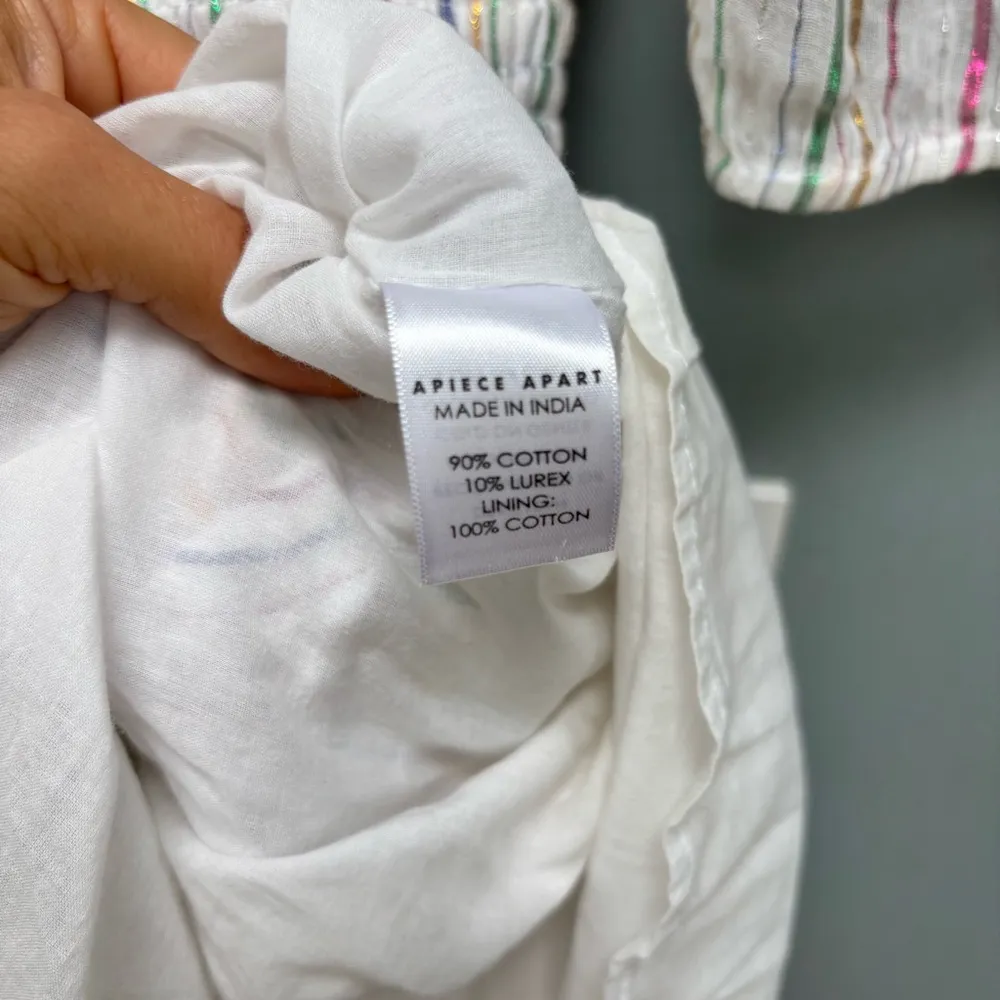 APIECE APART
MADE IN INDIA
90% COTTON
10% LUREX
LINING:
100% COTTON